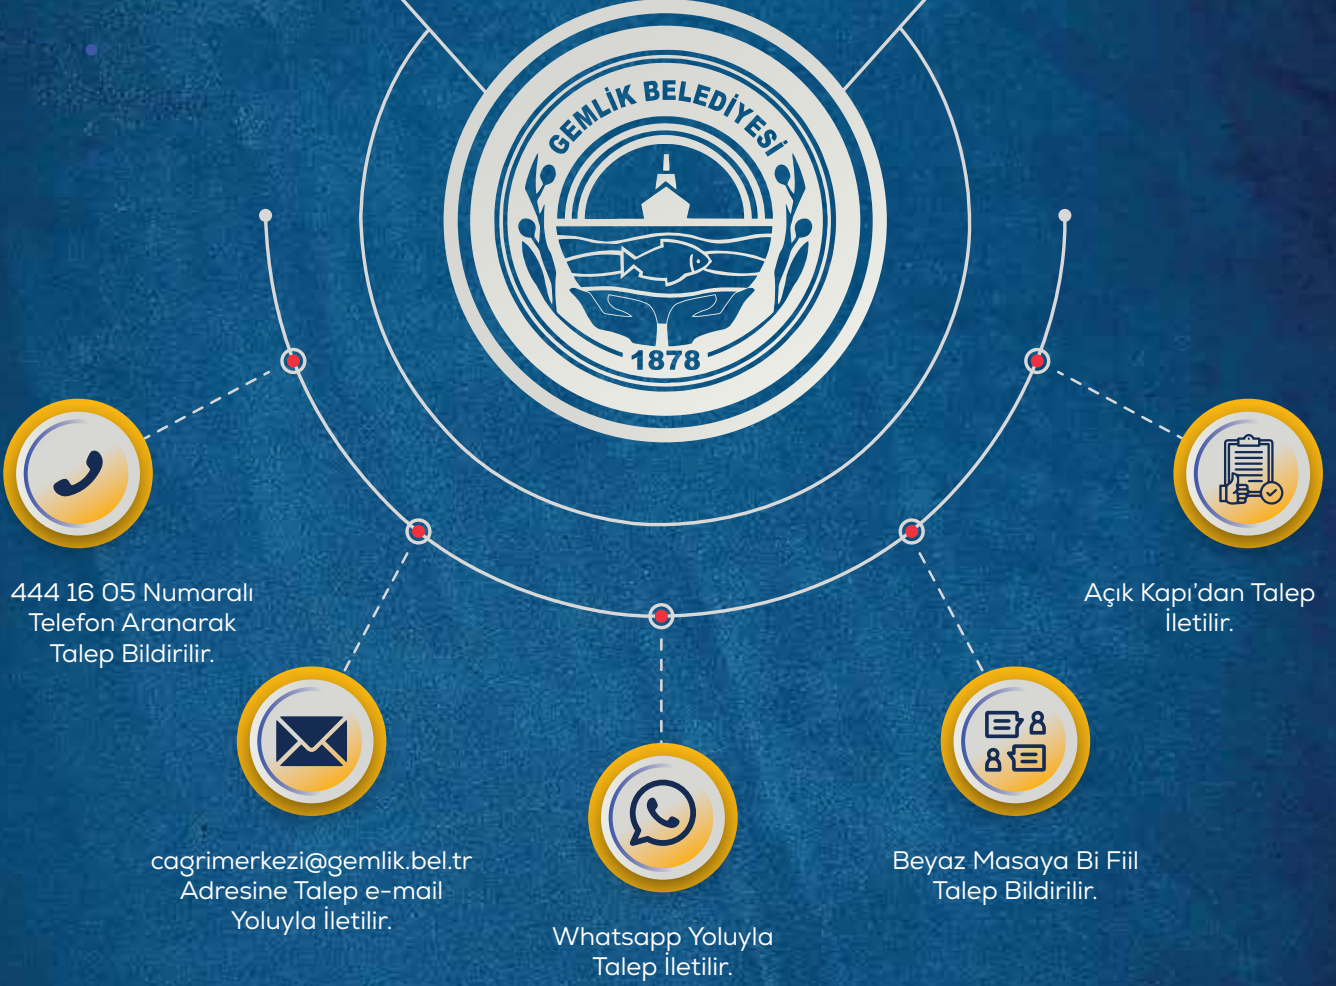 GEMLİK BELEDİYESİ
1878
444 16 05 Numaralı
Telefon Aranarak
Talep Bildirilir.
cagrimerkezi@gemlik.bel.tr
Adresine Talep e-mail
Yoluyla İletilir.
Whatsapp Yoluyla
Talep İletilir.
Beyaz Masaya Bi Fiil
Talep Bildirilir.
Açık Kapı’dan Talep
İletilir.